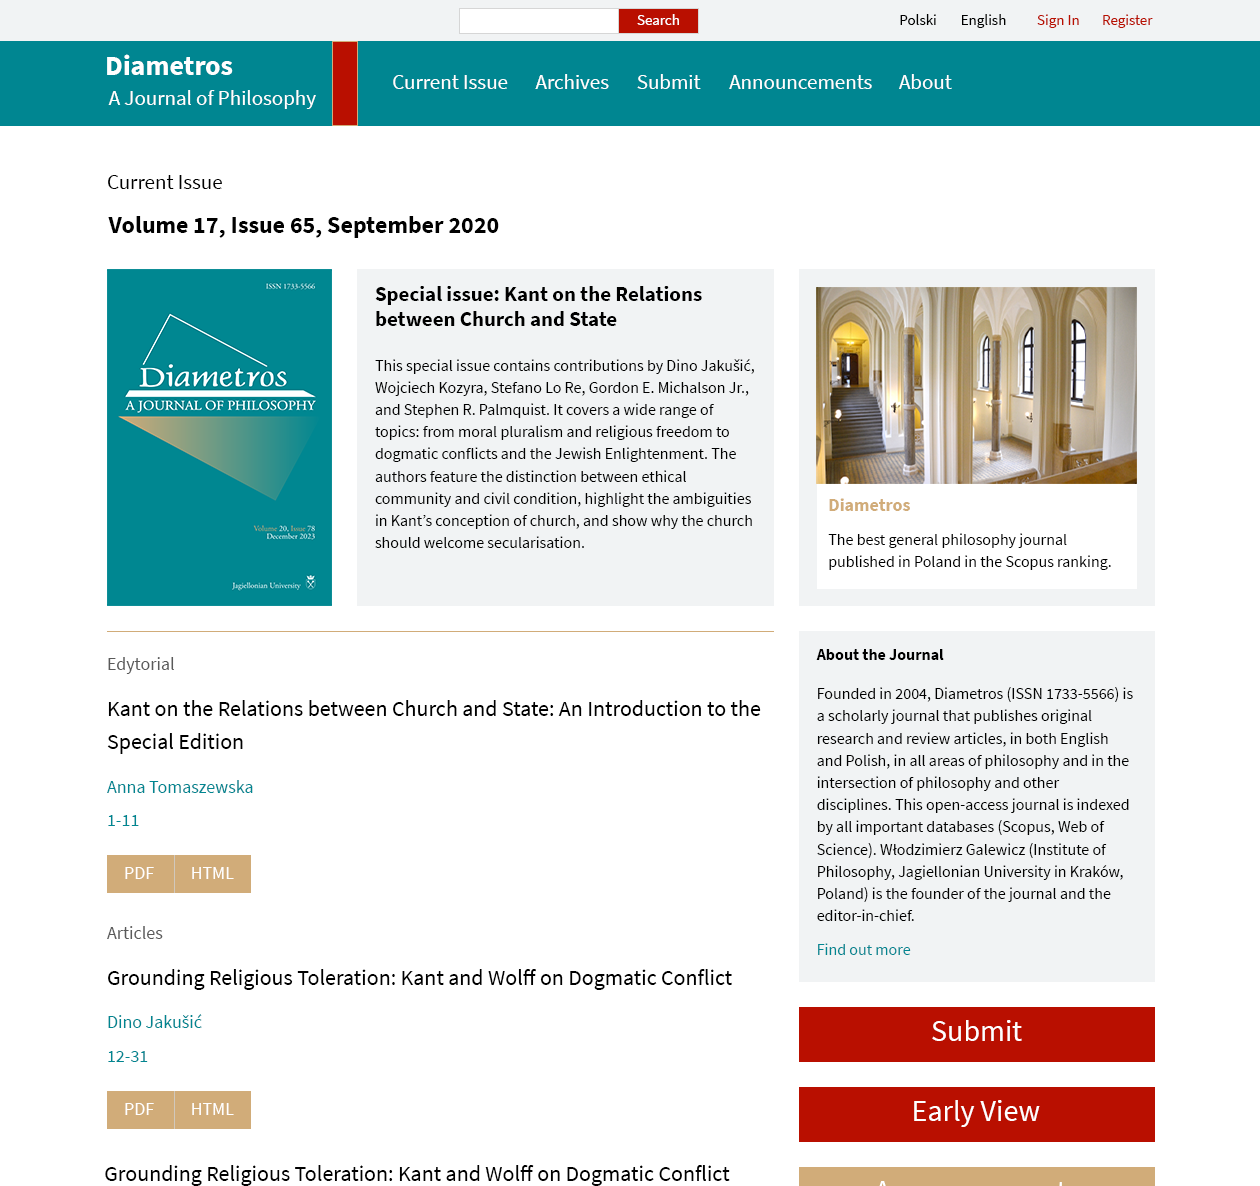 Search
Polski
English
Sign In
Register
Diametros
A Journal of Philosophy
Current Issue
Archives
Submit
Announcements
About
Current Issue
Volume 17, Issue 65, September 2020
ISSN 1733-5566
Diametros
A JOURNAL OF PHILOSOPHY
Volume 20, Issue 78
December 2023
Jagiellonian University
Special issue: Kant on the Relations
between Church and State
This special issue contains contributions by Dino Jakušić,
Wojciech Kozyra, Stefano Lo Re, Gordon E. Michalson Jr.,
and Stephen R. Palmquist. It covers a wide range of
topics: from moral pluralism and religious freedom to
dogmatic conflicts and the Jewish Enlightenment. The
authors feature the distinction between ethical
community and civil condition, highlight the ambiguities
in Kant’s conception of church, and show why the church
should welcome secularisation.
Diametros
The best general philosophy journal
published in Poland in the Scopus ranking.
Edytorial
Kant on the Relations between Church and State: An Introduction to the
Special Edition
Anna Tomaszewska
1-11
PDF
HTML
Articles
Grounding Religious Toleration: Kant and Wolff on Dogmatic Conflict
Dino Jakušić
12-31
PDF
HTML
Grounding Religious Toleration: Kant and Wolff on Dogmatic Conflict
About the Journal
Founded in 2004, Diametros (ISSN 1733-5566) is
a scholarly journal that publishes original
research and review articles, in both English
and Polish, in all areas of philosophy and in the
intersection of philosophy and other
disciplines. This open-access journal is indexed
by all important databases (Scopus, Web of
Science). Włodzimierz Galewicz (Institute of
Philosophy, Jagiellonian University in Kraków,
Poland) is the founder of the journal and the
editor-in-chief.
Find out more
Submit
Early View